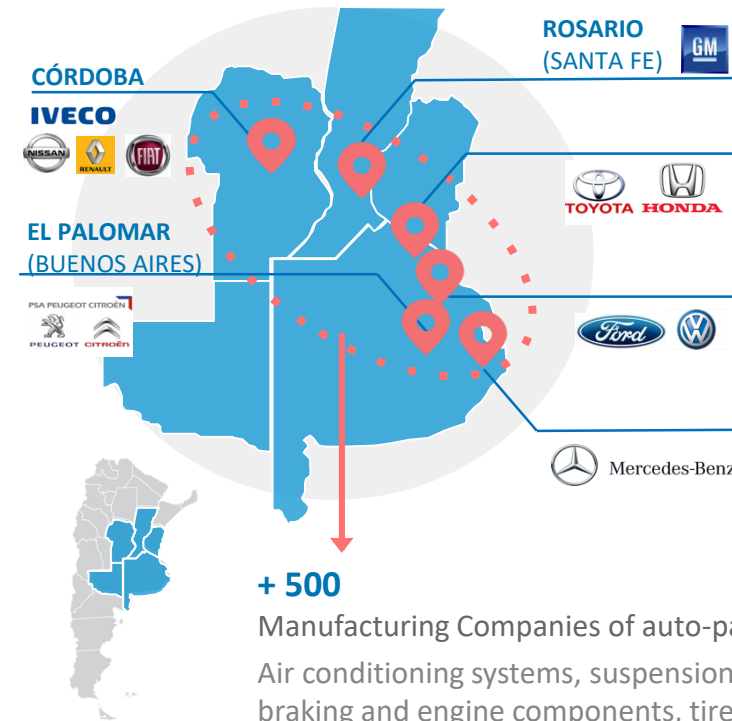 ROSARIO
(SANTA FE)
GM
CÓRDOBA
IVECO
NISSAN
RENAULT
FIAT
TOYOTA
HONDA
EL PALOMAR
(BUENOS AIRES)
PSA PEUGEOT CITROËN
PEUGEOT
CITROËN
Ford
Mercedes-Benz
+ 500
Manufacturing Companies of auto-pa
Air conditioning systems, suspension
braking and engine components, tire